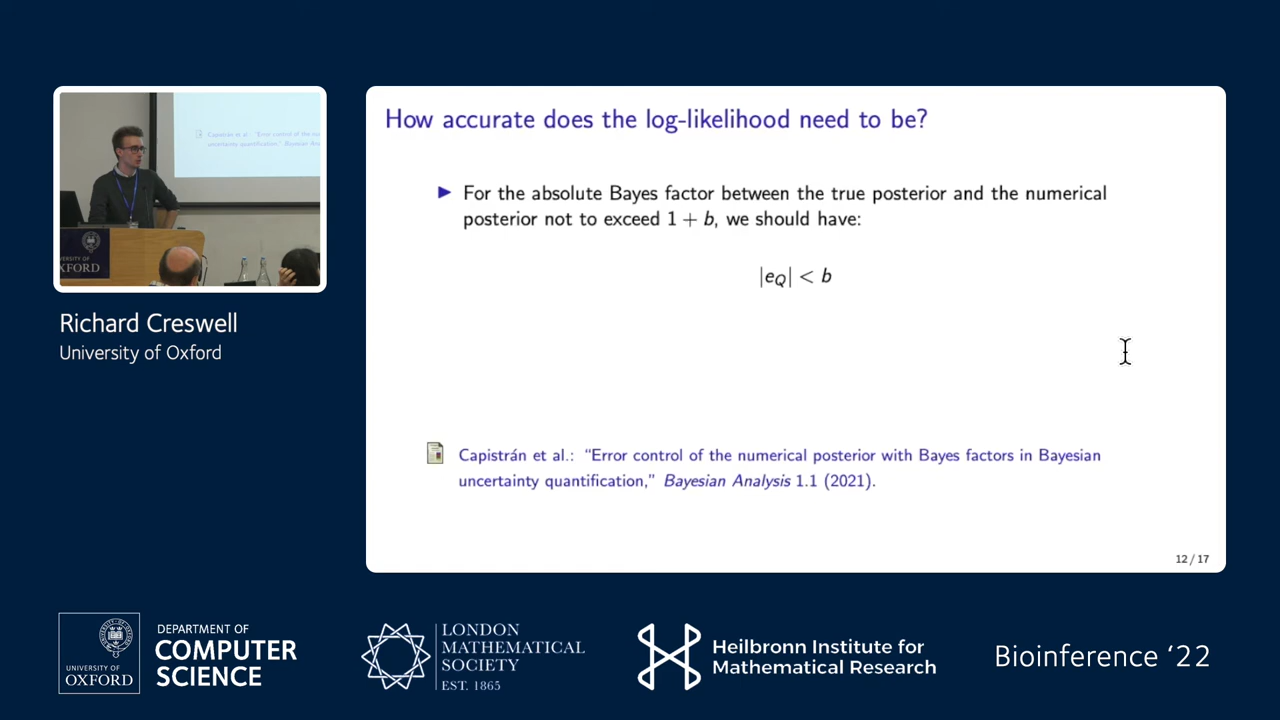 How accurate does the log-likelihood need to be?
▶ For the absolute Bayes factor between the true posterior and the numerical
posterior not to exceed 1 + b, we should have:
|e_Q| < b
Capistrán et al.: “Error control of the numerical posterior with Bayes factors in Bayesian
uncertainty quantification,” Bayesian Analysis 1.1 (2021).
12 / 17
Richard Creswell
University of Oxford
UNIVERSITY OF
OXFORD
DEPARTMENT OF
COMPUTER
SCIENCE
LONDON
MATHEMATICAL
SOCIETY
EST. 1865
Heilbronn Institute for
Mathematical Research
Bioinference ‘22